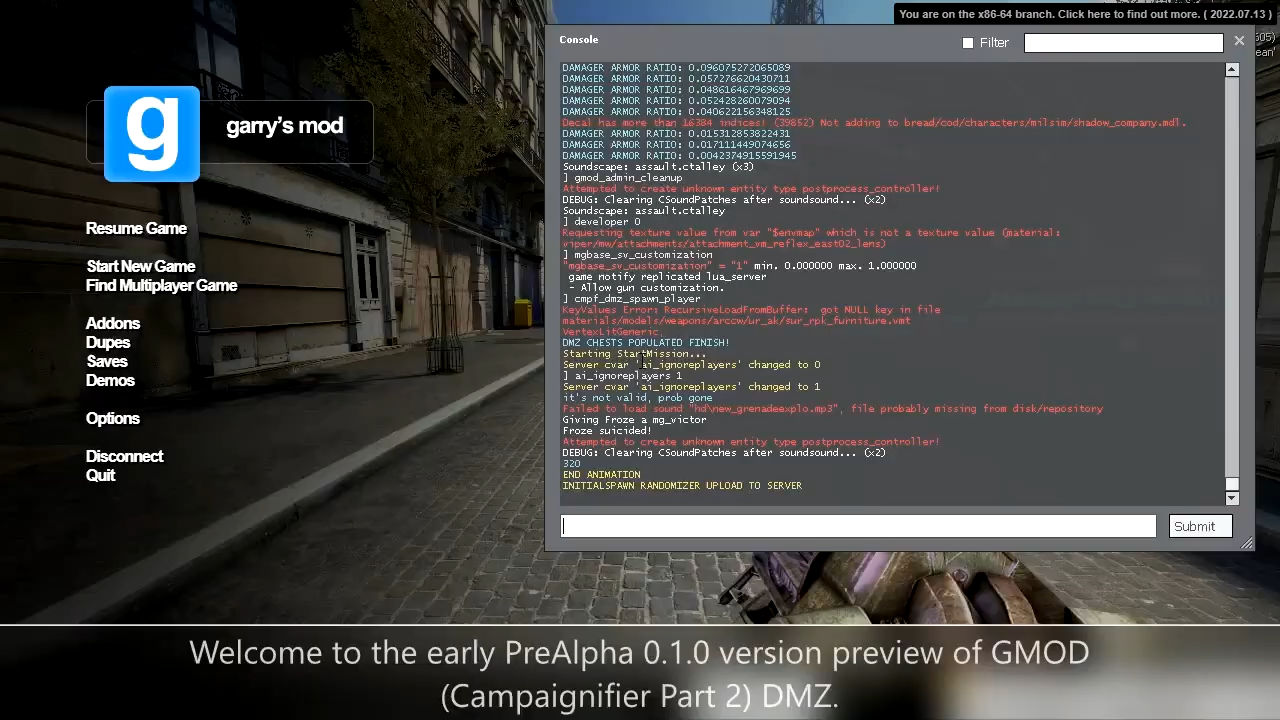 You are on the x86-64 branch. Click here to find out more. ( 2022.07.13 )
Console
Filter
605)
ean'
g
garry's mod
Resume Game
Start New Game
Find Multiplayer Game
Addons
Dupes
Saves
Demos
Options
Disconnect
Quit
DAMAGER ARMOR RATIO: 0.096075272065089
DAMAGER ARMOR RATIO: 0.057276620430711
DAMAGER ARMOR RATIO: 0.048616467969699
DAMAGER ARMOR RATIO: 0.052428260079094
DAMAGER ARMOR RATIO: 0.040622156348125
Decal has more than 16384 indices! (39852) Not adding to bread/cod/characters/milsim/shadow_company.mdl.
DAMAGER ARMOR RATIO: 0.015312853822431
DAMAGER ARMOR RATIO: 0.017111449074656
DAMAGER ARMOR RATIO: 0.0042374915591945
Soundscape: assault.ctalley (x3)
] gmod_admin_cleanup
Attempted to create unknown entity type postprocess_controller!
DEBUG: Clearing CSoundPatches after soundsound... (x2)
Soundscape: assault.ctalley
] developer 0
Requesting texture value from var "$envmap" which is not a texture value (material:
viper/mw/attachments/attachment_vm_reflex_east02_lens)
] mgbase_sv_customization
"mgbase_sv_customization" = "1" min. 0.000000 max. 1.000000
game notify replicated lua_server
- Allow gun customization.
] cmpf_dmz_spawn_player
KeyValues Error: RecursiveLoadFromBuffer: got NULL key in file
materials/models/weapons/arccw/ur_ak/sur_rpk_furniture.vmt
VertexLitGeneric,
DMZ CHESTS POPULATED FINISH!
Starting StartMission...
Server cvar 'ai_ignoreplayers' changed to 0
] ai_ignoreplayers 1
Server cvar 'ai_ignoreplayers' changed to 1
it's not valid, prob gone
Failed to load sound "hd\new_grenadeexplo.mp3", file probably missing from disk/repository
Giving Froze a mg_victor
Froze suicided!
Attempted to create unknown entity type postprocess_controller!
DEBUG: Clearing CSoundPatches after soundsound... (x2)
320
END ANIMATION
INITIALSPAWN RANDOMIZER UPLOAD TO SERVER
Submit
Welcome to the early PreAlpha 0.1.0 version preview of GMOD
(Campaignifier Part 2) DMZ.